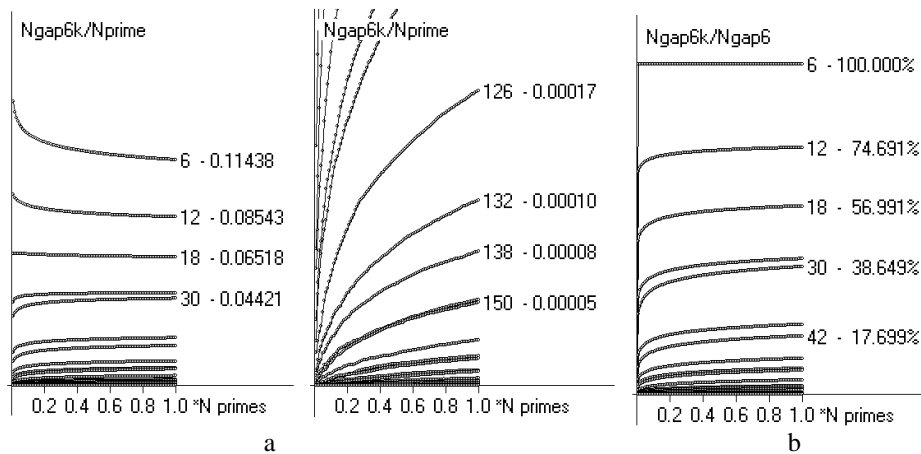 Ngap6k/Nprime
6 - 0.11438
12 - 0.08543
18 - 0.06518
30 - 0.04421
0.2 0.4 0.6 0.8 1.0 *N primes
a
Ngap6k/Nprime
126 - 0.00017
132 - 0.00010
138 - 0.00008
150 - 0.00005
0.2 0.4 0.6 0.8 1.0 *N primes
Ngap6k/Ngap6
6 - 100.000%
12 - 74.691%
18 - 56.991%
30 - 38.649%
42 - 17.699%
0.2 0.4 0.6 0.8 1.0 *N primes
b